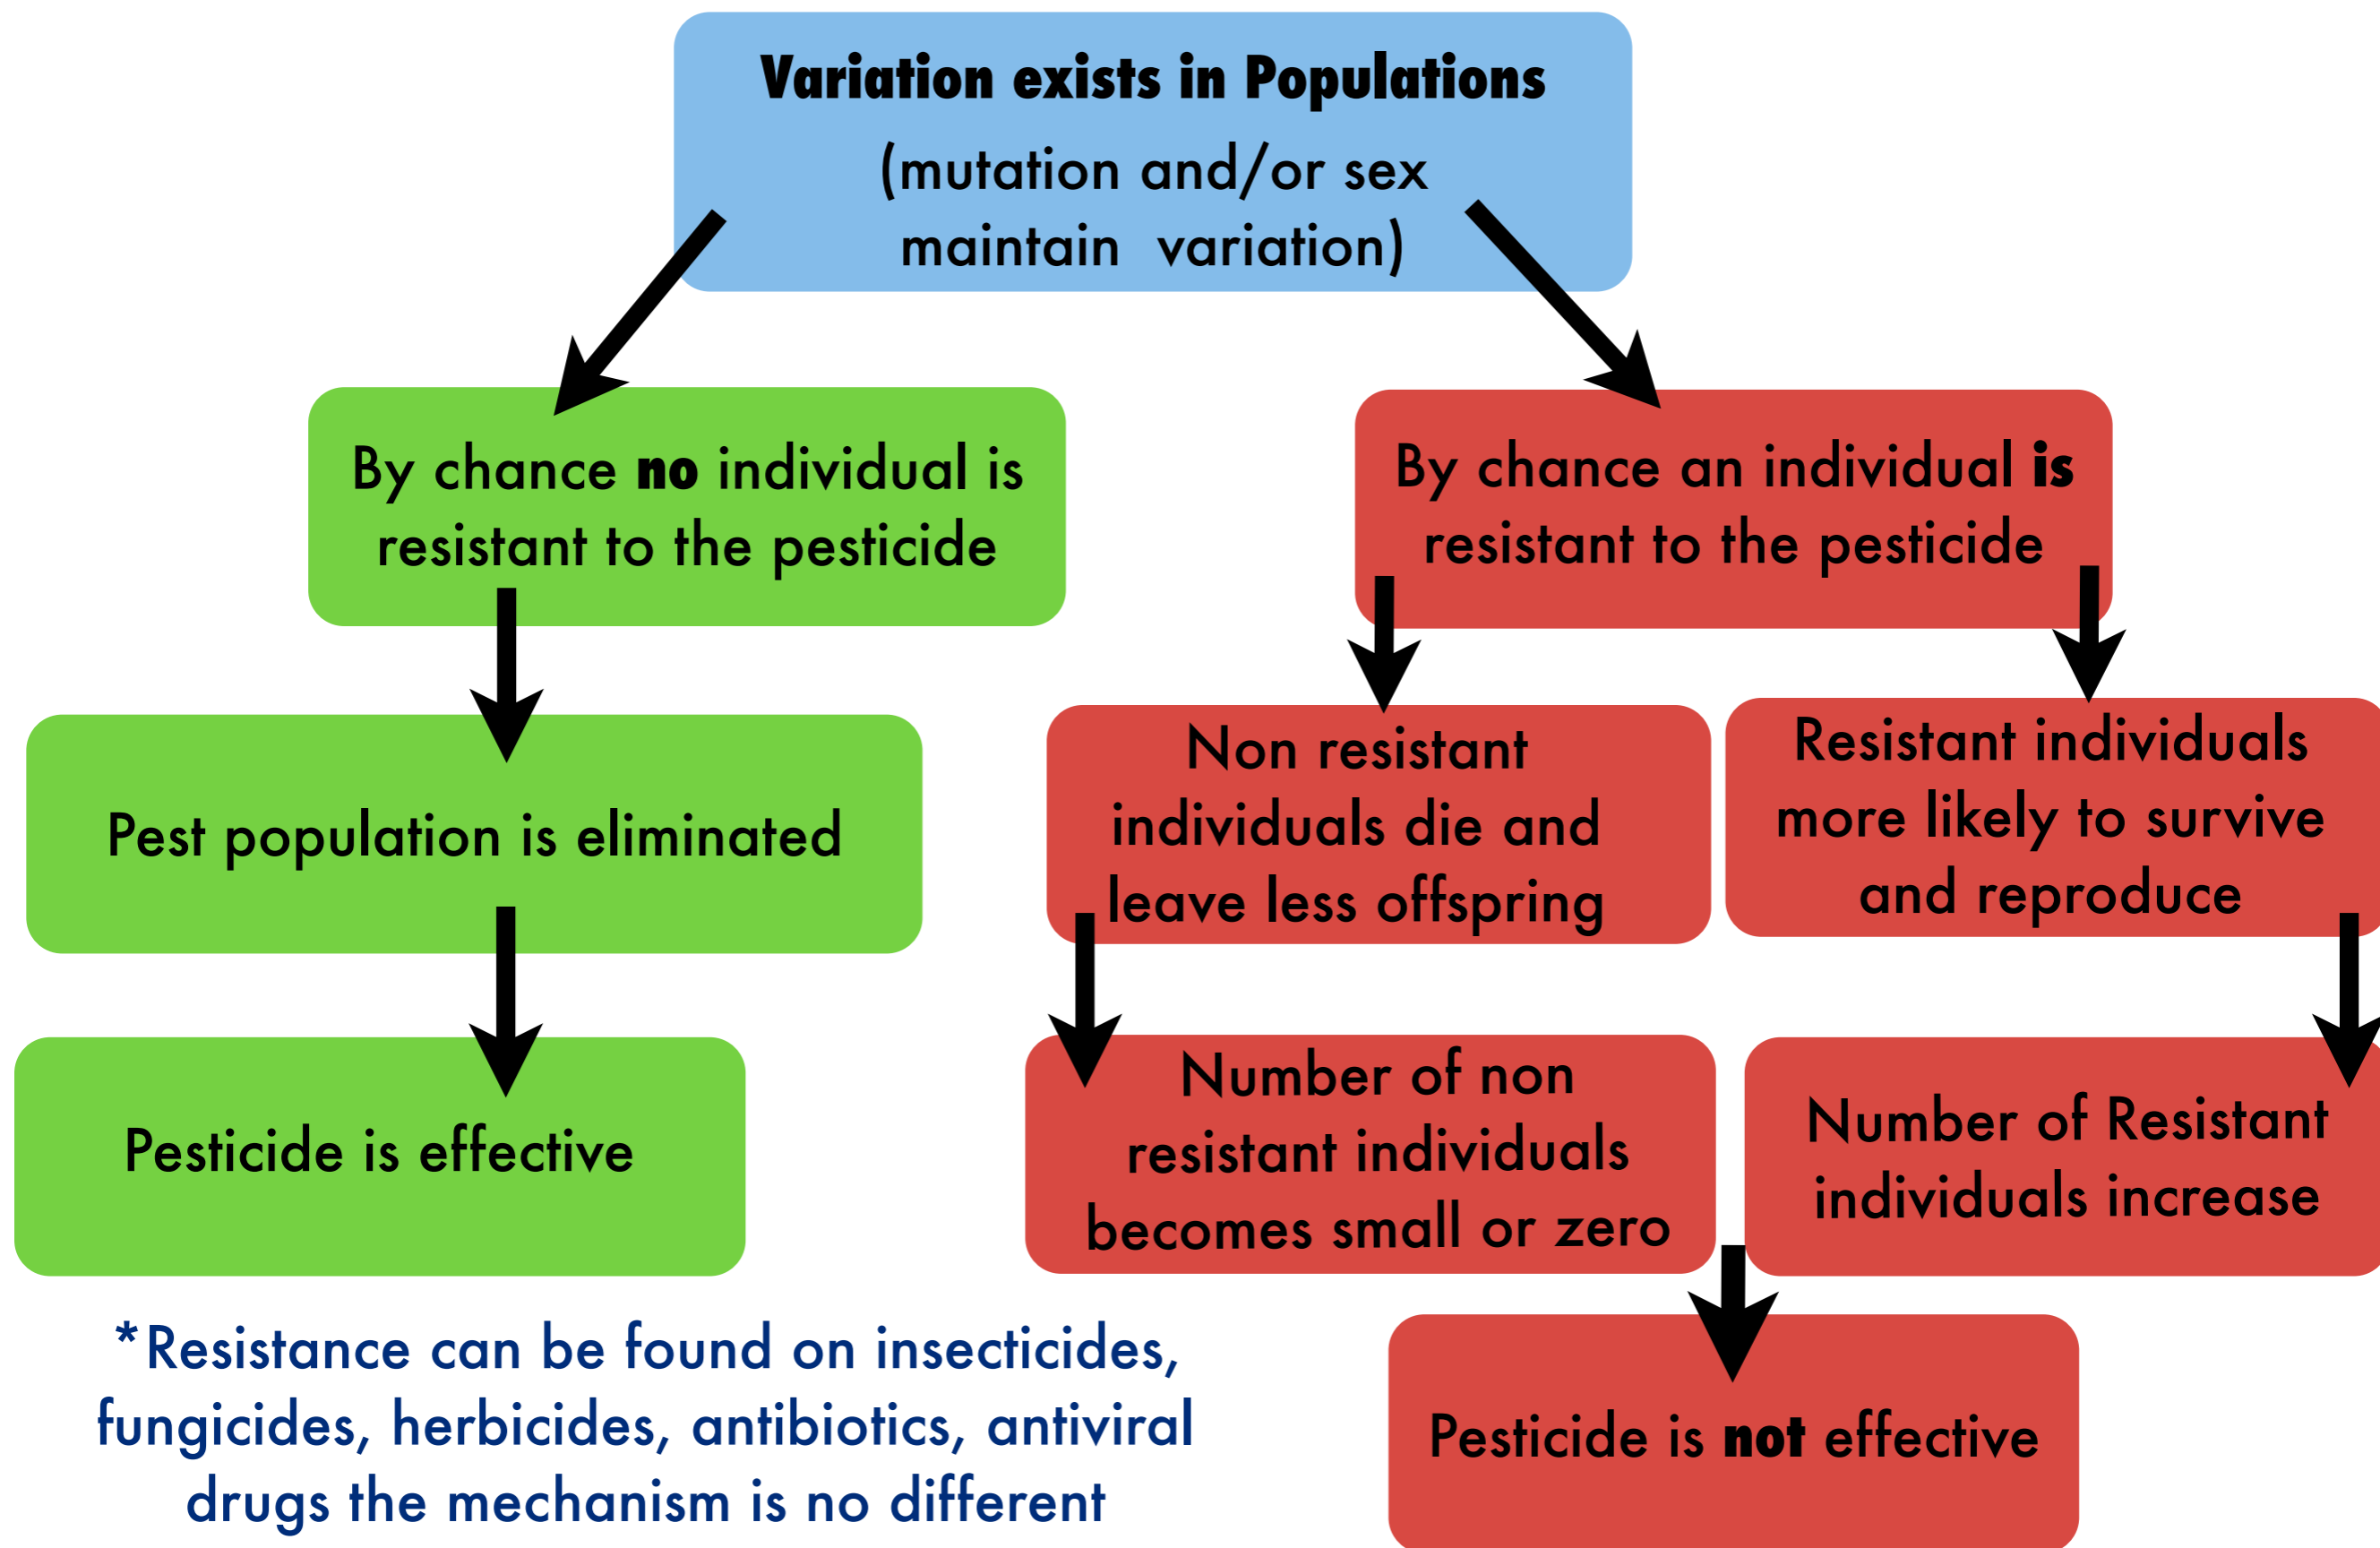 Variation exists in Populations
(mutation and/or sex
maintain variation)
By chance no individual is
resistant to the pesticide
By chance an individual is
resistant to the pesticide
Pest population is eliminated
Non resistant
individuals die and
leave less offspring
Resistant individuals
more likely to survive
and reproduce
Pesticide is effective
Number of non
resistant individuals
becomes small or zero
Number of Resistant
individuals increase
*Resistance can be found on insecticides,
fungicides, herbicides, antibiotics, antiviral
drugs the mechanism is no different
Pesticide is not effective